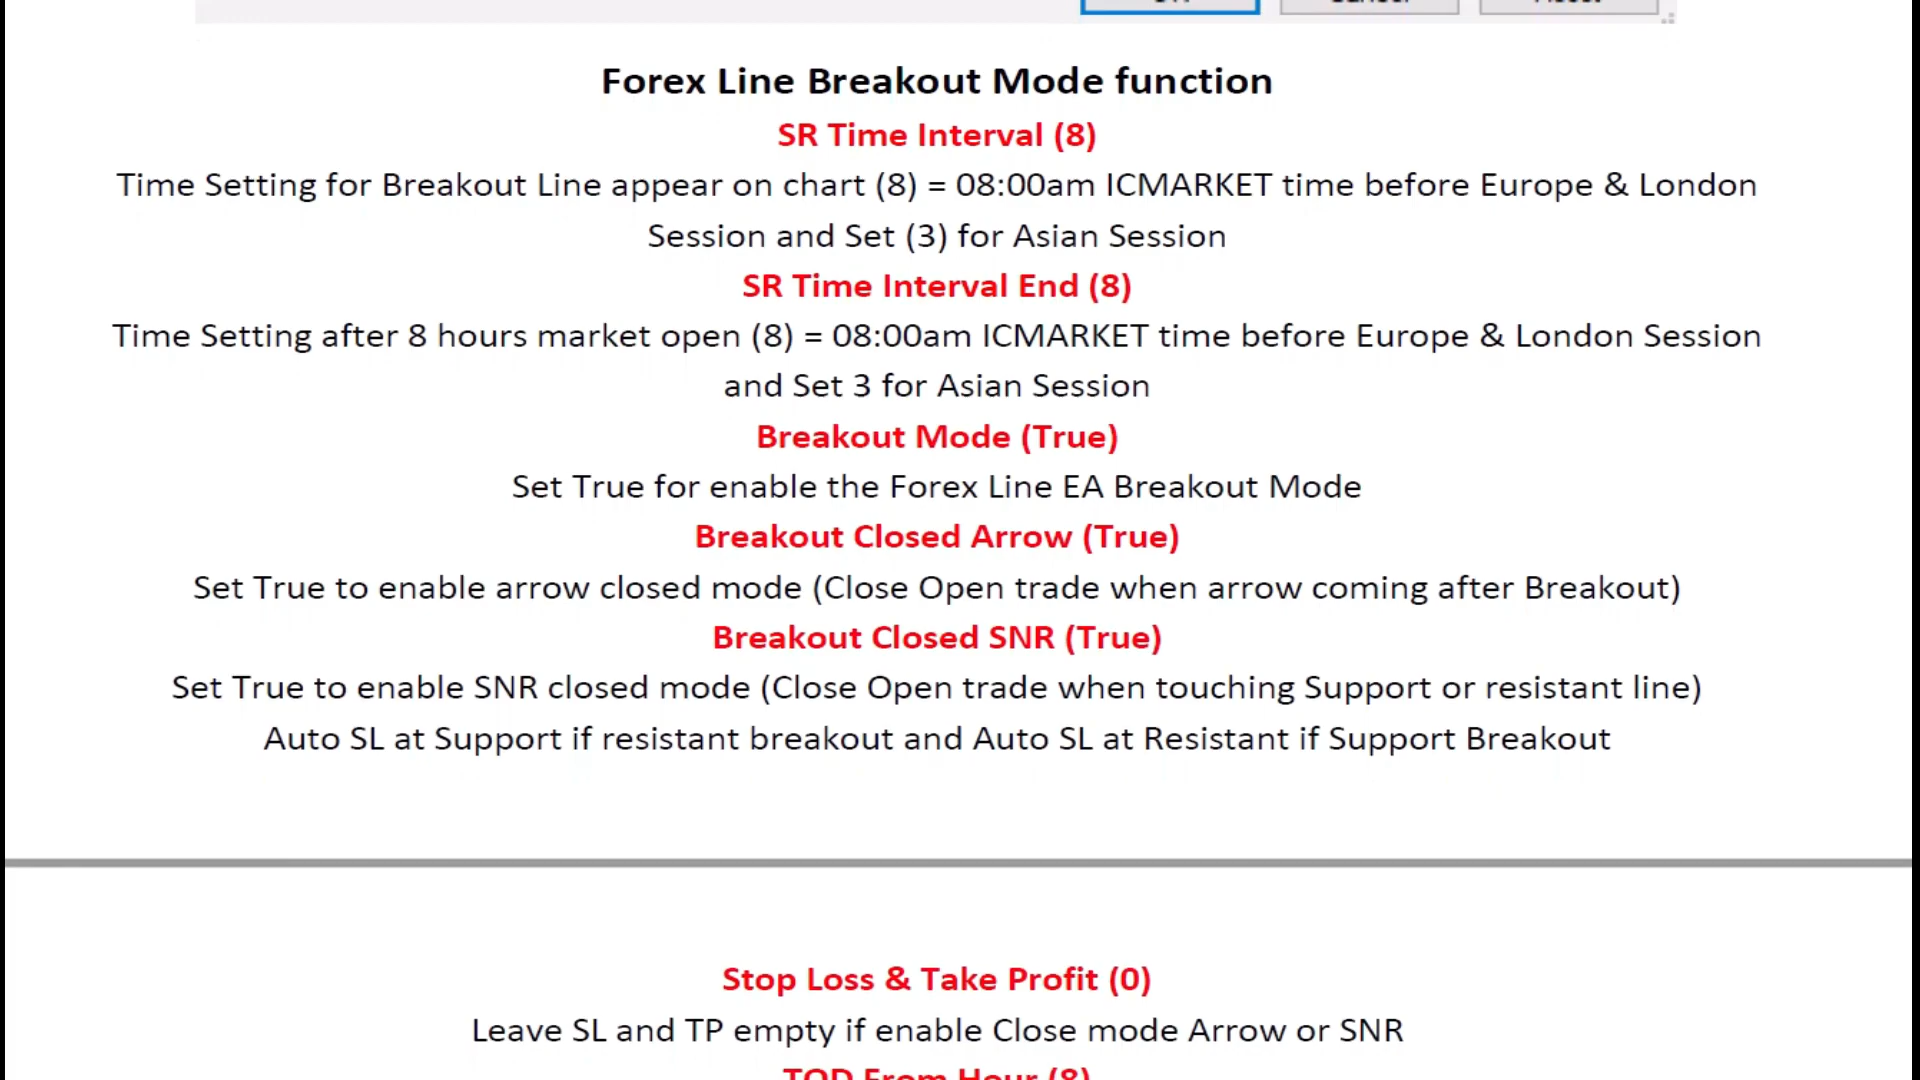 Forex Line Breakout Mode function
SR Time Interval (8)
Time Setting for Breakout Line appear on chart (8) = 08:00am ICMARKET time before Europe & London
Session and Set (3) for Asian Session
SR Time Interval End (8)
Time Setting after 8 hours market open (8) = 08:00am ICMARKET time before Europe & London Session
and Set 3 for Asian Session
Breakout Mode (True)
Set True for enable the Forex Line EA Breakout Mode
Breakout Closed Arrow (True)
Set True to enable arrow closed mode (Close Open trade when arrow coming after Breakout)
Breakout Closed SNR (True)
Set True to enable SNR closed mode (Close Open trade when touching Support or resistant line)
Auto SL at Support if resistant breakout and Auto SL at Resistant if Support Breakout
Stop Loss & Take Profit (0)
Leave SL and TP empty if enable Close mode Arrow or SNR
TOD From Hour (8)